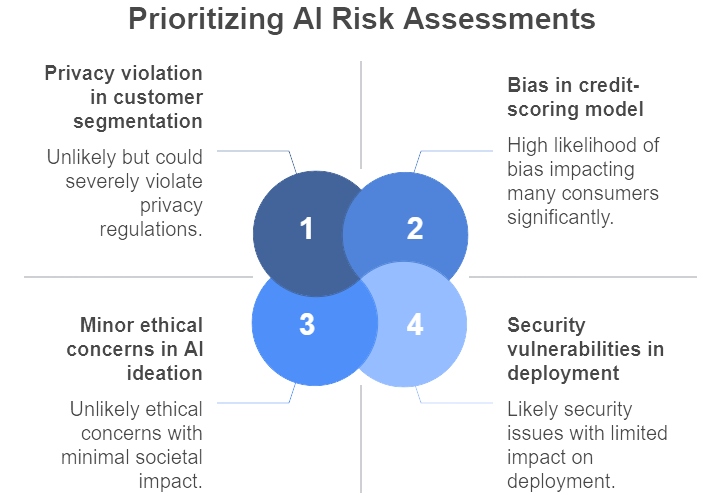 Prioritizing AI Risk Assessments
Privacy violation
in customer
segmentation
Unlikely but could
severely violate
privacy
regulations.
Bias in credit-
scoring model
High likelihood of
bias impacting
many consumers
significantly.
1
2
3
4
Minor ethical
concerns in AI
ideation
Unlikely ethical
concerns with
minimal societal
impact.
Security
vulnerabilities in
deployment
Likely security
issues with limited
impact on
deployment.